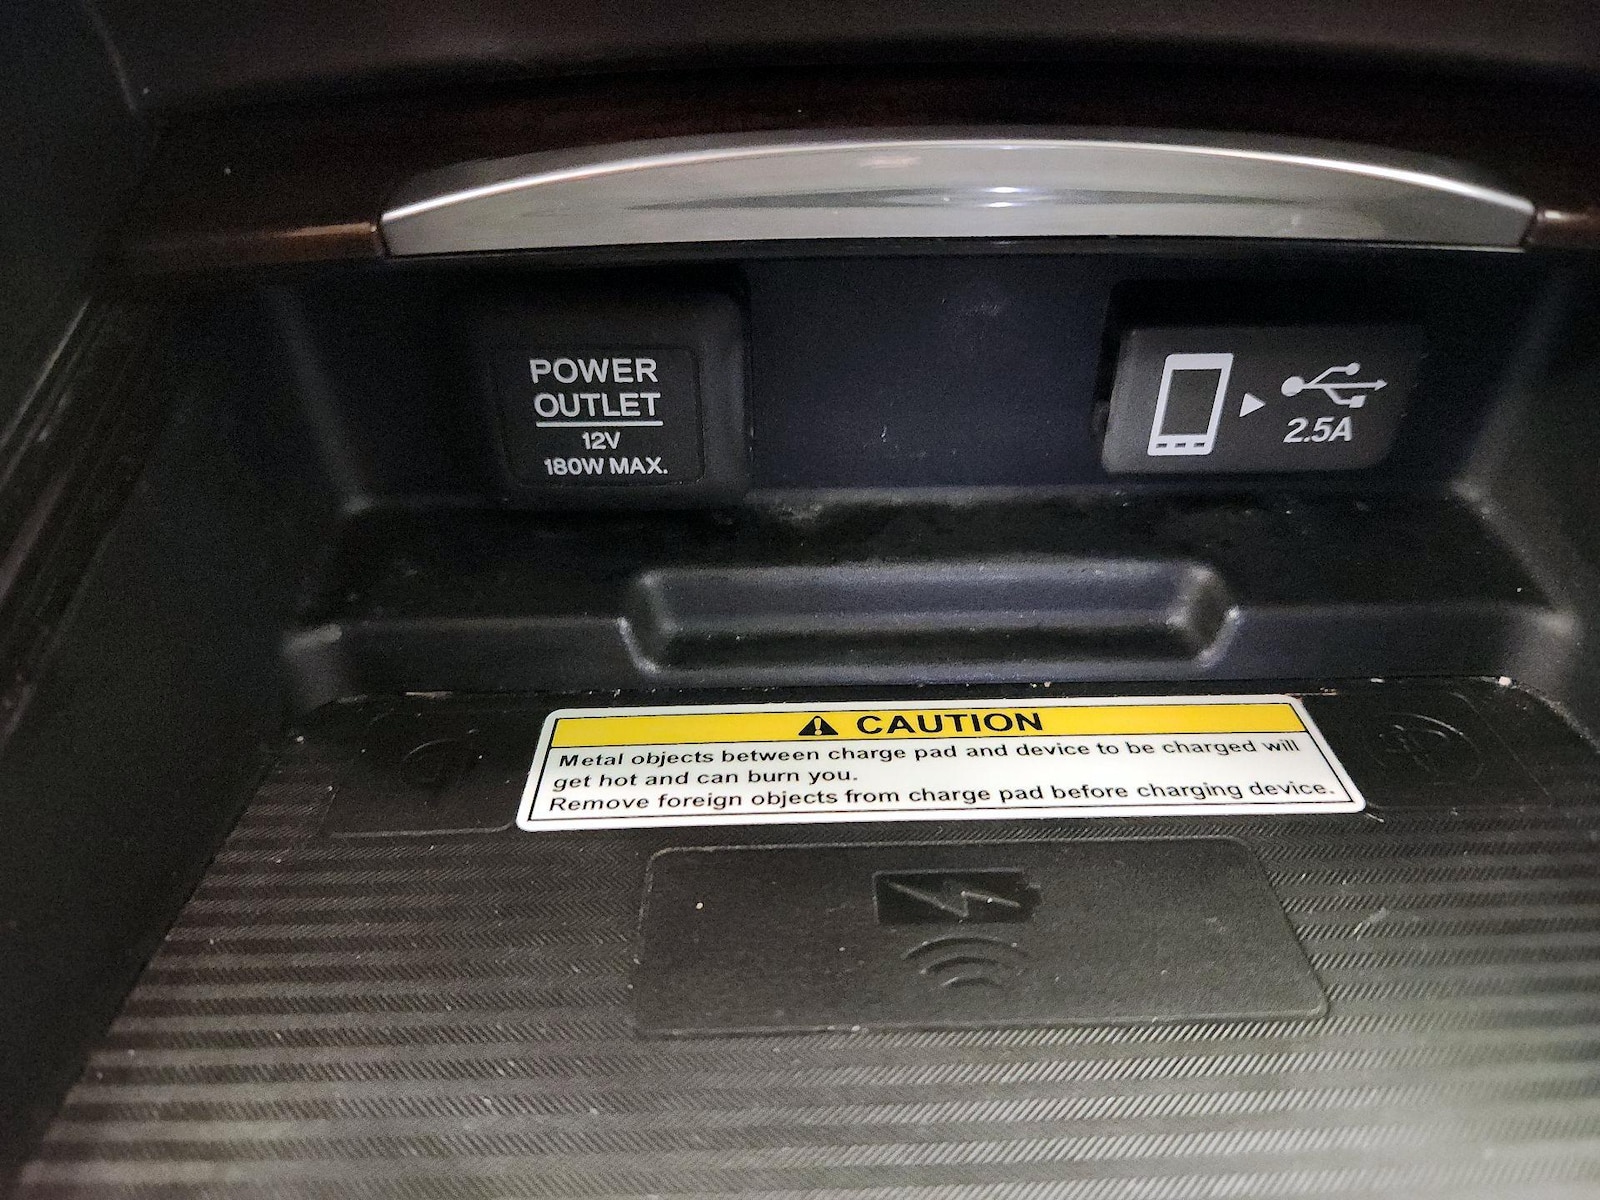 POWER
OUTLET
12V
180W MAX.
2.5A
CAUTION
Metal objects between charge pad and device to be charged will
get hot and can burn you.
Remove foreign objects from charge pad before charging device.